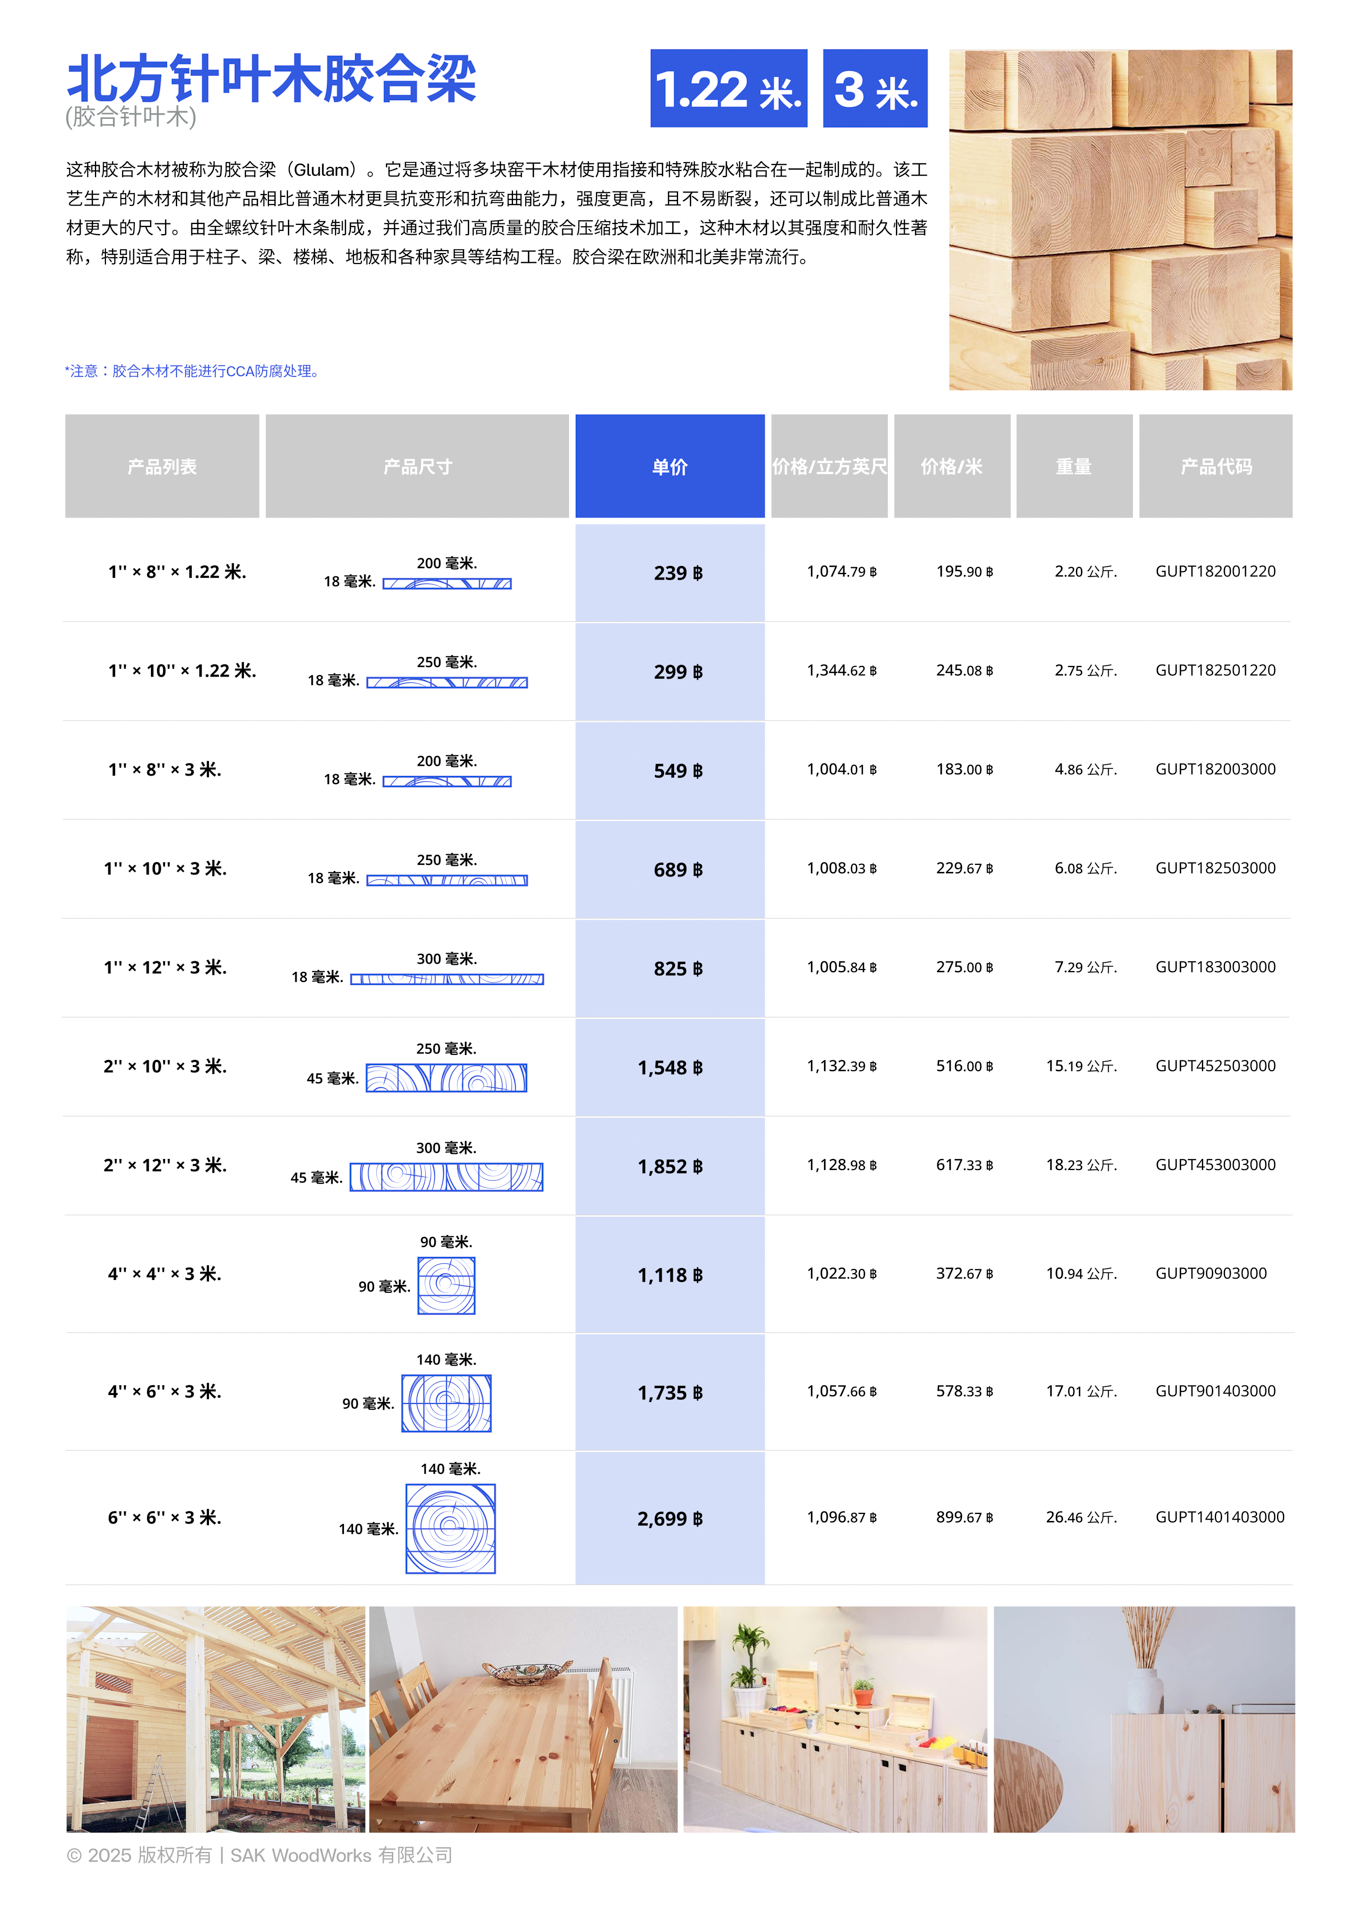 北方针叶木胶合梁
(胶合针叶木)
1.22 米.
3 米.
这种胶合木材被称为胶合梁（Glulam）。它是通过将多块窑干木材使用指接和特殊胶水粘合在一起制成的。该工
艺生产的木材和其他产品相比普通木材更具抗变形和抗弯曲能力，强度更高，且不易断裂，还可以制成比普通木
材更大的尺寸。由全螺纹针叶木条制成，并通过我们高质量的胶合压缩技术加工，这种木材以其强度和耐久性著
称，特别适合用于柱子、梁、楼梯、地板和各种家具等结构工程。胶合梁在欧洲和北美非常流行。
*注意：胶合木材不能进行CCA防腐处理。
产品列表 产品尺寸 单价 价格/立方英尺 价格/米 重量 产品代码
200 毫米.
1'' × 8'' × 1.22 米. 18 毫米. 239 ฿ 1,074.79 ฿ 195.90 ฿ 2.20 公斤. GUPT182001220
250 毫米.
1'' × 10'' × 1.22 米. 18 毫米. 299 ฿ 1,344.62 ฿ 245.08 ฿ 2.75 公斤. GUPT182501220
200 毫米.
1'' × 8'' × 3 米. 18 毫米. 549 ฿ 1,004.01 ฿ 183.00 ฿ 4.86 公斤. GUPT182003000
250 毫米.
1'' × 10'' × 3 米. 18 毫米. 689 ฿ 1,008.03 ฿ 229.67 ฿ 6.08 公斤. GUPT182503000
300 毫米.
1'' × 12'' × 3 米. 18 毫米. 825 ฿ 1,005.84 ฿ 275.00 ฿ 7.29 公斤. GUPT183003000
250 毫米.
2'' × 10'' × 3 米. 45 毫米. 1,548 ฿ 1,132.39 ฿ 516.00 ฿ 15.19 公斤. GUPT452503000
300 毫米.
2'' × 12'' × 3 米. 45 毫米. 1,852 ฿ 1,128.98 ฿ 617.33 ฿ 18.23 公斤. GUPT453003000
90 毫米.
4'' × 4'' × 3 米. 90 毫米. 1,118 ฿ 1,022.30 ฿ 372.67 ฿ 10.94 公斤. GUPT90903000
140 毫米.
4'' × 6'' × 3 米. 90 毫米. 1,735 ฿ 1,057.66 ฿ 578.33 ฿ 17.01 公斤. GUPT901403000
140 毫米.
6'' × 6'' × 3 米. 140 毫米. 2,699 ฿ 1,096.87 ฿ 899.67 ฿ 26.46 公斤. GUPT1401403000
© 2025 版权所有 | SAK WoodWorks 有限公司